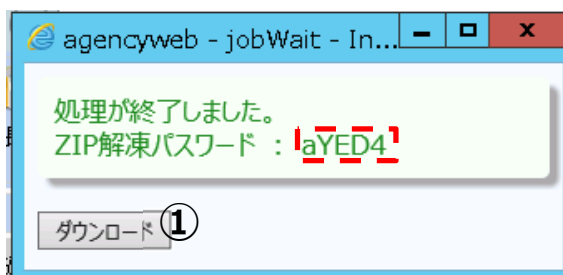 agencyweb - jobWait - In...
処理が終了しました。
ZIP解凍パスワード : aYED4
ダウンロード ①